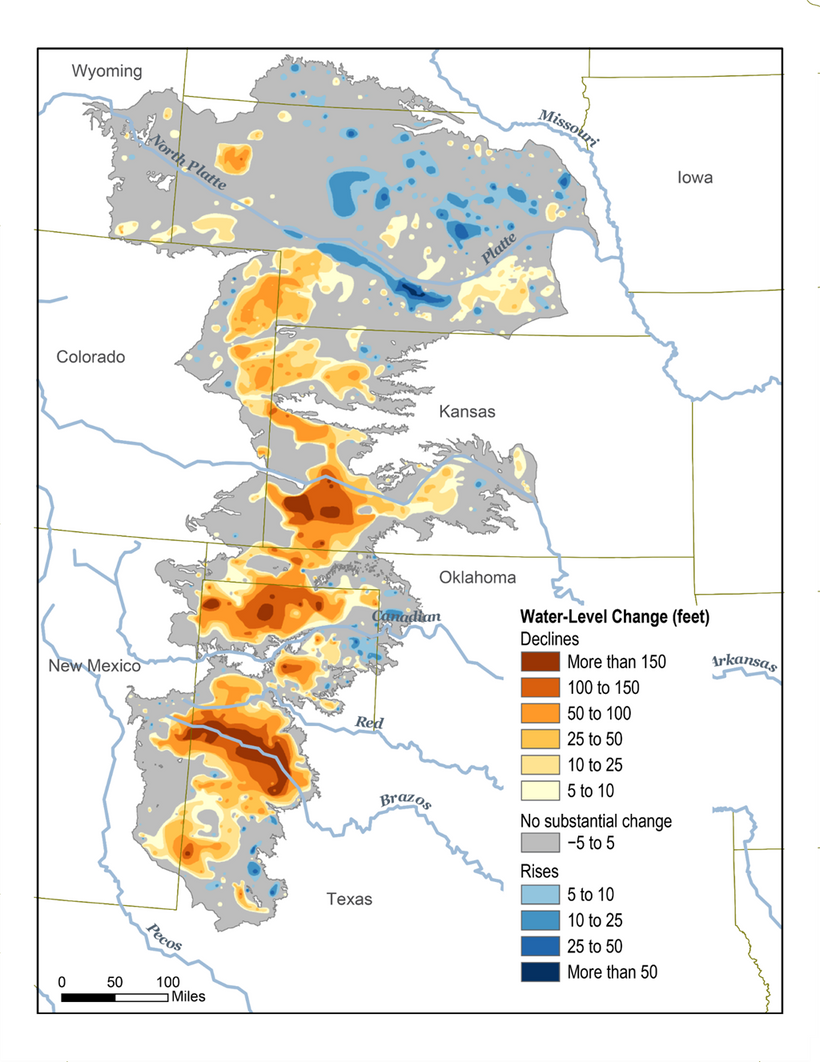 Wyoming
Missouri
North Platte
Iowa
Platte
Colorado
Kansas
Oklahoma
Canadian
New Mexico
Arkansas
Red
Brazos
Texas
Pecos
Water-Level Change (feet)
Declines
More than 150
100 to 150
50 to 100
25 to 50
10 to 25
5 to 10
No substantial change
−5 to 5
Rises
5 to 10
10 to 25
25 to 50
More than 50
0 50 100
Miles